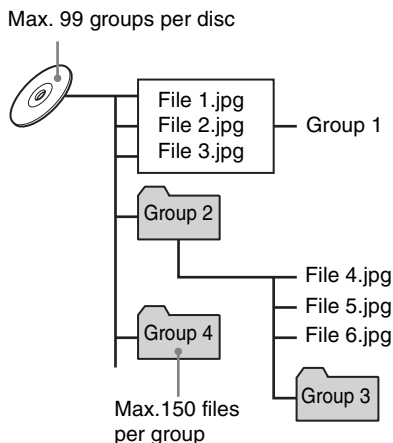 Max. 99 groups per disc
File 1.jpg
File 2.jpg
File 3.jpg
Group 1
Group 2
File 4.jpg
File 5.jpg
File 6.jpg
Group 4
Group 3
Max.150 files
per group